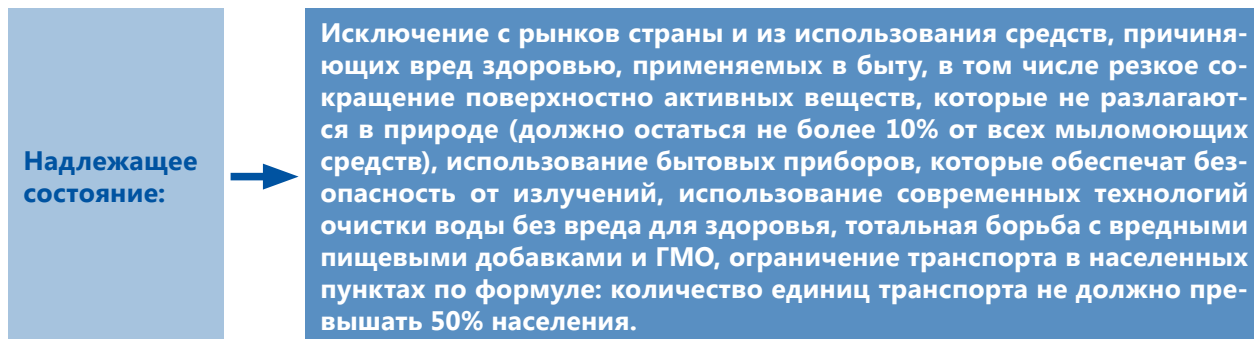 Надлежащее
состояние:
Исключение с рынков страны и из использования средств, причиня-
ющих вред здоровью, применяемых в быту, в том числе резкое со-
кращение поверхностно активных веществ, которые не разлагают-
ся в природе (должно остаться не более 10% от всех мыломоющих
средств), использование бытовых приборов, которые обеспечат без-
опасность от излучений, использование современных технологий
очистки воды без вреда для здоровья, тотальная борьба с вредными
пищевыми добавками и ГМО, ограничение транспорта в населенных
пунктах по формуле: количество единиц транспорта не должно пре-
вышать 50% населения.